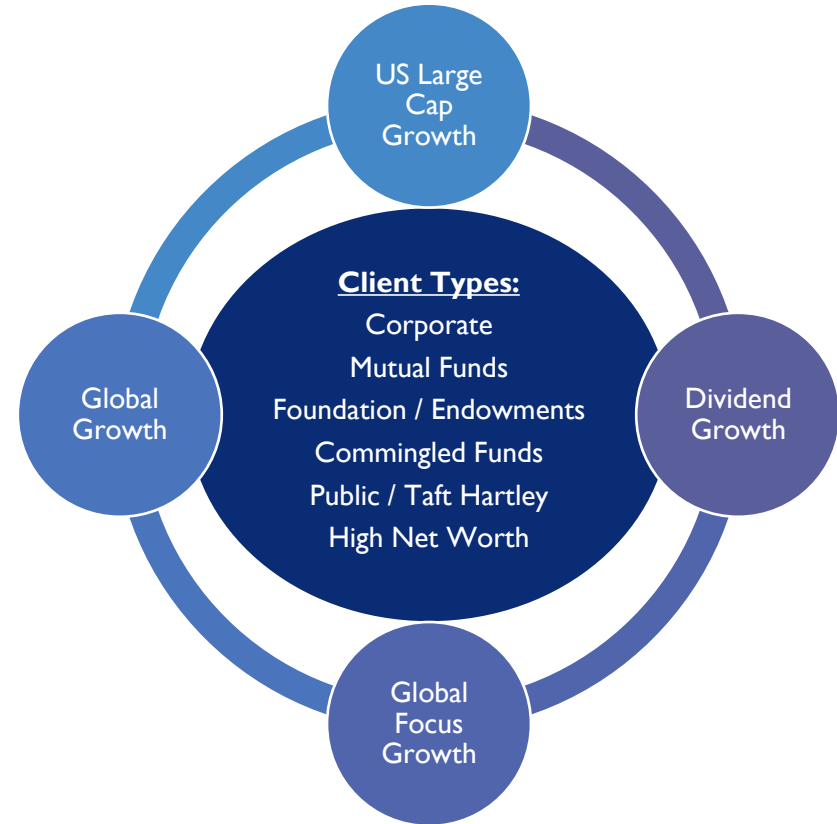 US Large
Cap
Growth
Client Types:
Corporate
Mutual Funds
Foundation / Endowments
Commingled Funds
Public / Taft Hartley
High Net Worth
Global
Growth
Dividend
Growth
Global
Focus
Growth